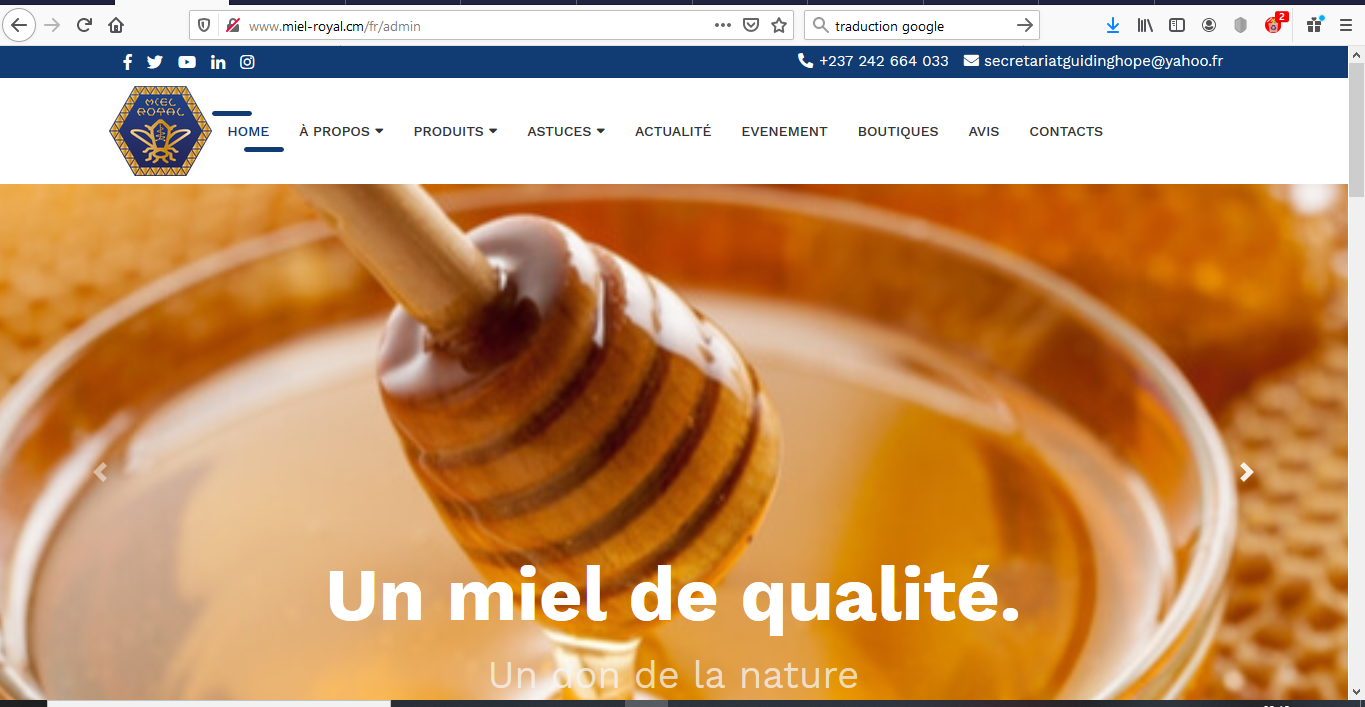 www.miel-royal.cm/fr/admin
traduction google
2
+237 242 664 033 secretariatguidinghope@yahoo.fr
MIEL
ROYAL
HOME À PROPOS PRODUITS ASTUCES ACTUALITÉ EVENEMENT BOUTIQUES AVIS CONTACTS
Un miel de qualité.
Un don de la nature